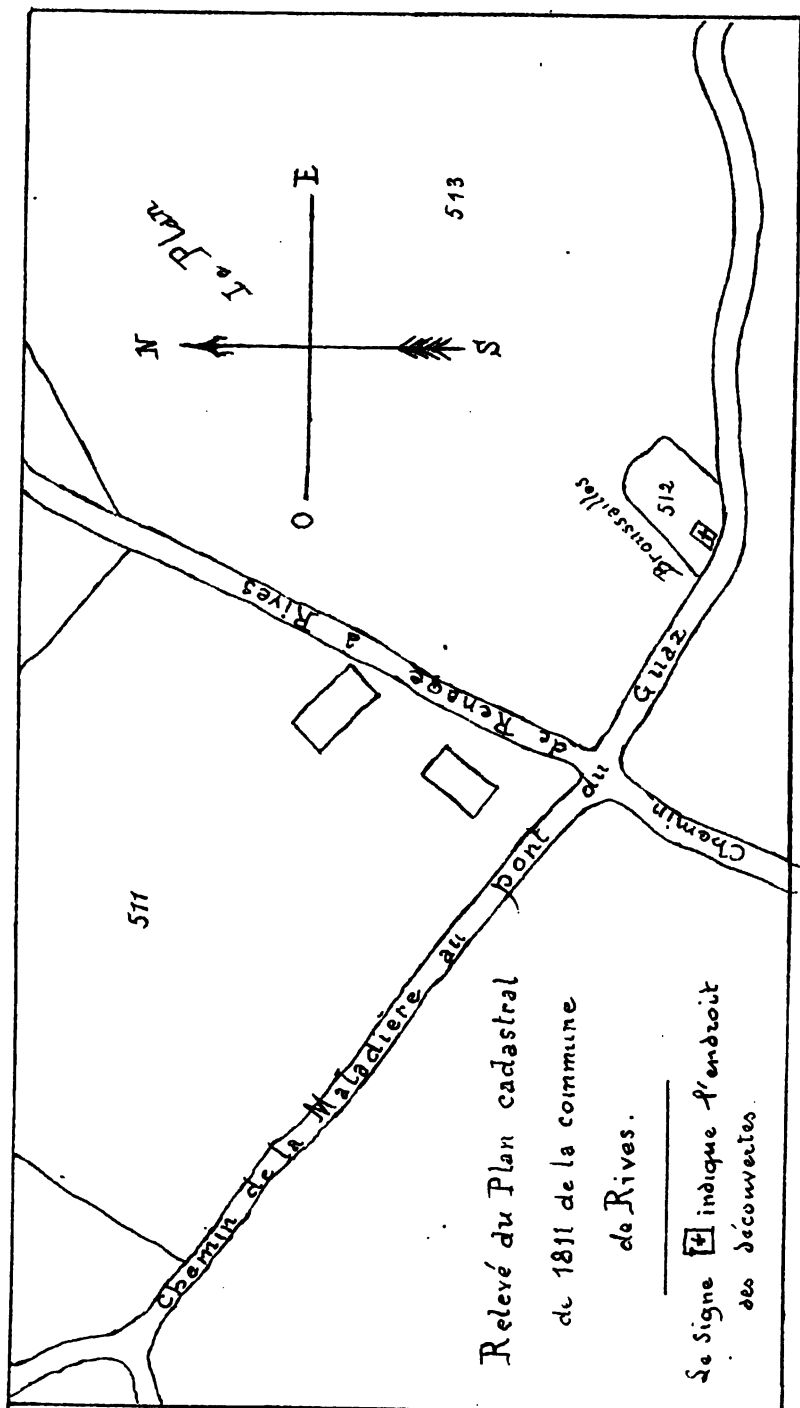 Le Plan
N
E
O
S
513
512
Broussailles
511
Chemin de Renage à Rives
Chemin de la Maladière au pont du Guaz
Relevé du Plan cadastral
de 1811 de la commune
de Rives.
Le Signe + indique l'endroit
des découvertes.